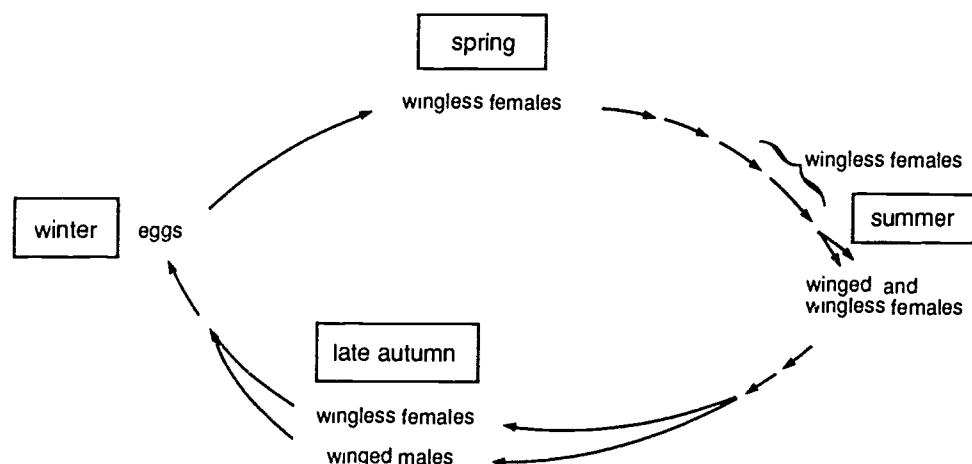 spring
wingless females
wingless females
summer
winged and
wingless females
winter
eggs
late autumn
wingless females
winged males